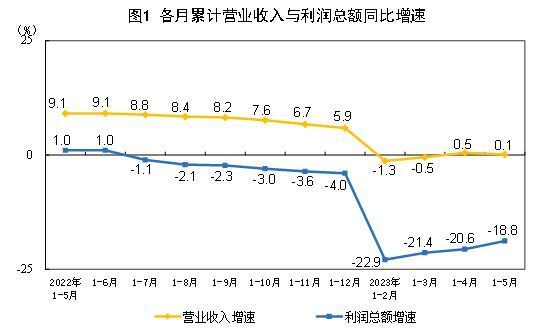 图1 各月累计营业收入与利润总额同比增速
(%)
25
9.1 9.1 8.8 8.4 8.2 7.6 6.7 5.9
1.0 1.0 0.5 0.1
0
-1.1 -2.1 -2.3 -3.0 -3.6 -4.0 -1.3 -0.5
-22.9 -21.4 -20.6 -18.8
-25
2022年 1-6月 1-7月 1-8月 1-9月 1-10月 1-11月 1-12月 2023年 1-3月 1-4月 1-5月
1-5月 1-2月
营业收入增速 利润总额增速